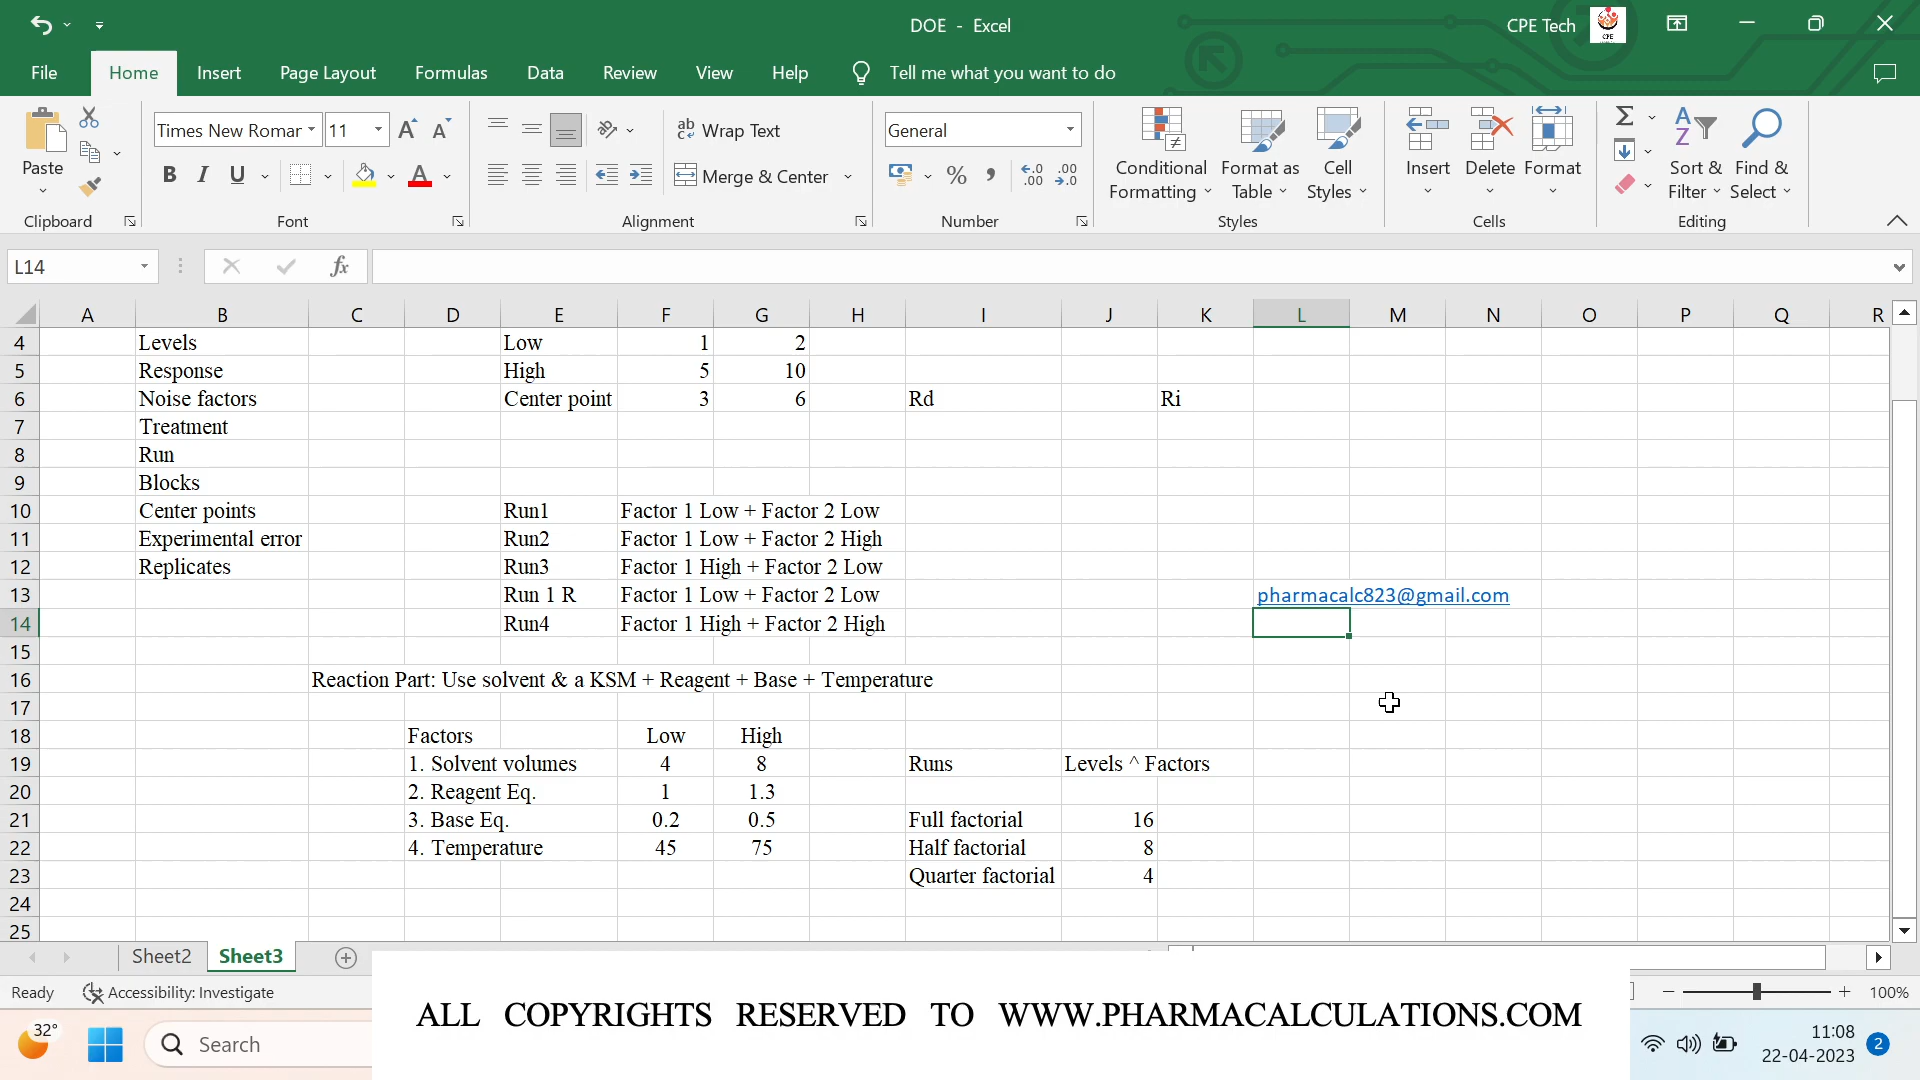 DOE - Excel
CPE Tech
File Home Insert Page Layout Formulas Data Review View Help Tell me what you want to do
Paste
Clipboard
Times New Romar 11
B I U
Font
Wrap Text
Merge & Center
Alignment
General
Number
Conditional Formatting
Format as Table
Cell Styles
Styles
Insert Delete Format
Cells
Sort & Filter
Find & Select
Editing
L14
fx
A B C D E F G H I J K L M N O P Q R
4 Levels Low 1 2
5 Response High 5 10
6 Noise factors Center point 3 6 Rd Ri
7 Treatment
8 Run
9 Blocks
10 Center points Run1 Factor 1 Low + Factor 2 Low
11 Experimental error Run2 Factor 1 Low + Factor 2 High
12 Replicates Run3 Factor 1 High + Factor 2 Low
13 Run 1 R Factor 1 Low + Factor 2 Low pharmacalc823@gmail.com
14 Run4 Factor 1 High + Factor 2 High
15
16 Reaction Part: Use solvent & a KSM + Reagent + Base + Temperature
17
18 Factors Low High
19 1. Solvent volumes 4 8 Runs Levels ^ Factors
20 2. Reagent Eq. 1 1.3
21 3. Base Eq. 0.2 0.5 Full factorial 16
22 4. Temperature 45 75 Half factorial 8
23 Quarter factorial 4
24
25
Sheet2 Sheet3
Ready Accessibility: Investigate 100%
ALL COPYRIGHTS RESERVED TO WWW.PHARMACALCULATIONS.COM
32°
Search
11:08
22-04-2023
2